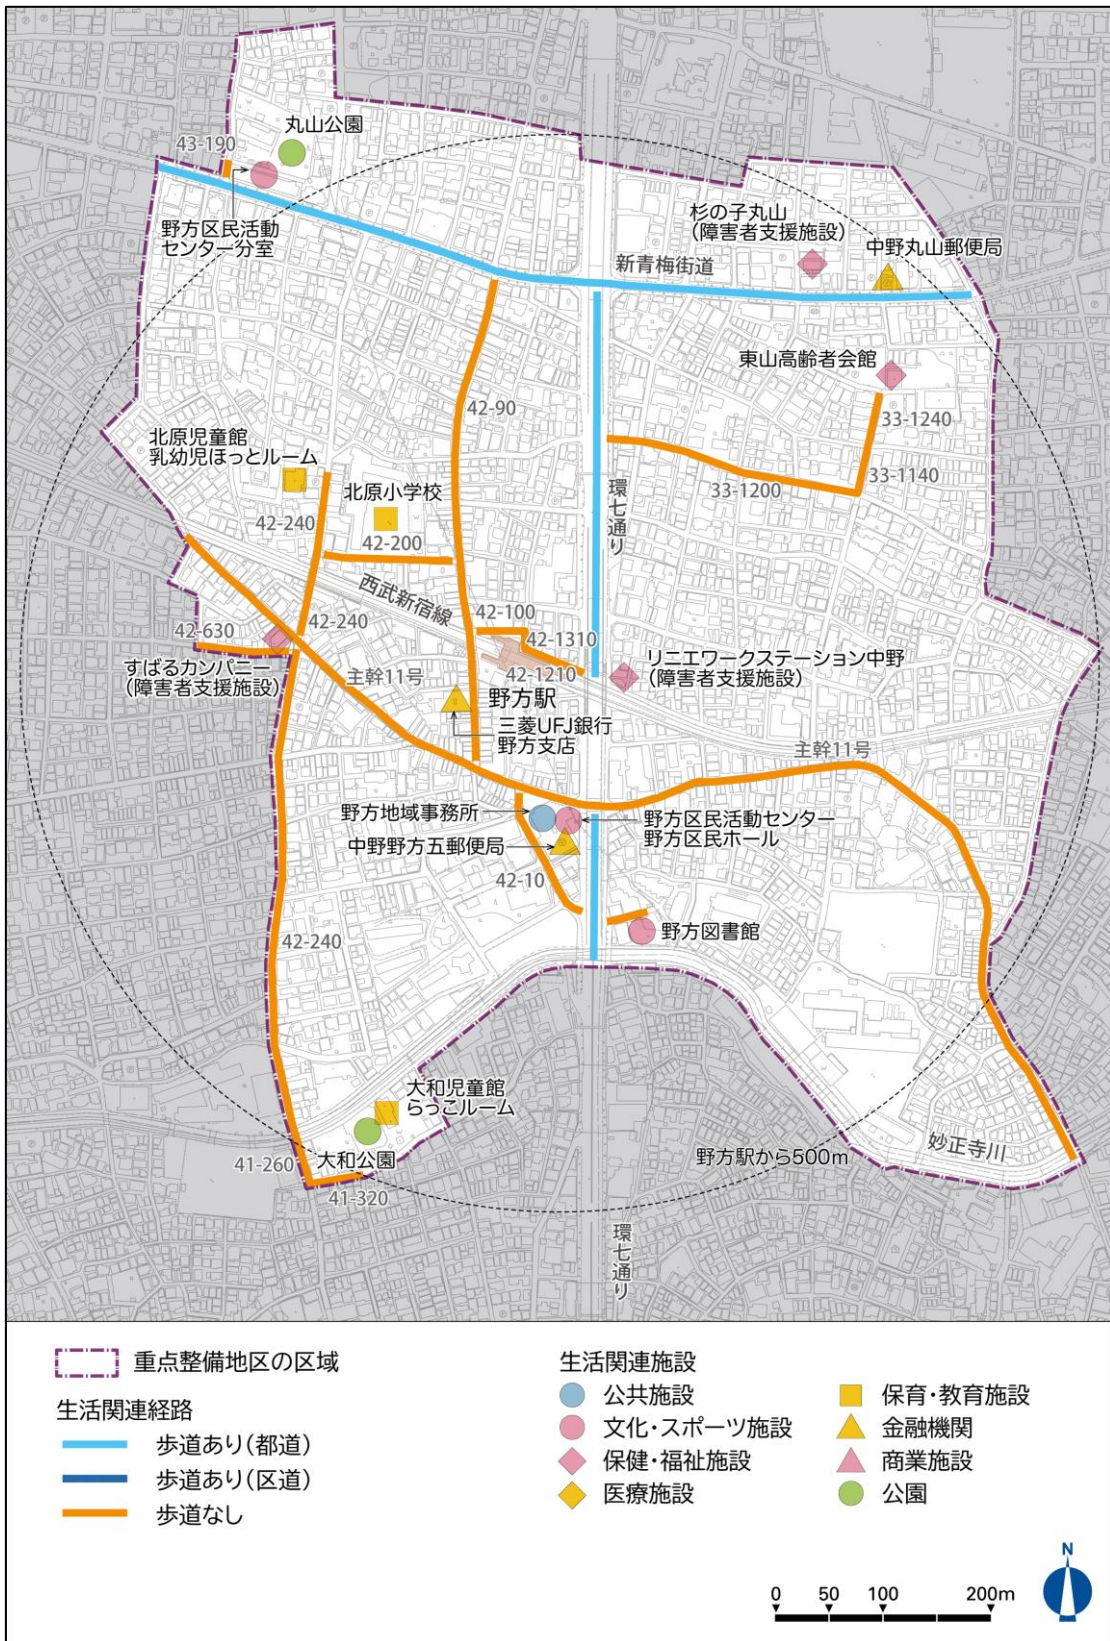 丸山公園
43-190
野方区民活動
センター分室
杉の子丸山
(障害者支援施設)
中野丸山郵便局
新青梅街道
東山高齢者会館
42-90
33-1240
北原児童館
乳幼児ほっとルーム
33-1140
北原小学校
33-1200
環七通り
42-240
42-200
西武新宿線
42-100
42-240
42-630
42-1310
すばるカンパニー
(障害者支援施設)
主幹11号
42-1210
リニエワークステーション中野
(障害者支援施設)
野方駅
三菱UFJ銀行
野方支店
主幹11号
野方地域事務所
野方区民活動センター
野方区民ホール
中野野方五郵便局
42-10
野方図書館
42-240
大和児童館
らっこルーム
大和公園
41-260
41-320
野方駅から500m
妙正寺川
環七通り
重点整備地区の区域
生活関連経路
歩道あり(都道)
歩道あり(区道)
歩道なし
生活関連施設
公共施設
文化・スポーツ施設
保健・福祉施設
医療施設
保育・教育施設
金融機関
商業施設
公園
N
0 50 100 200m